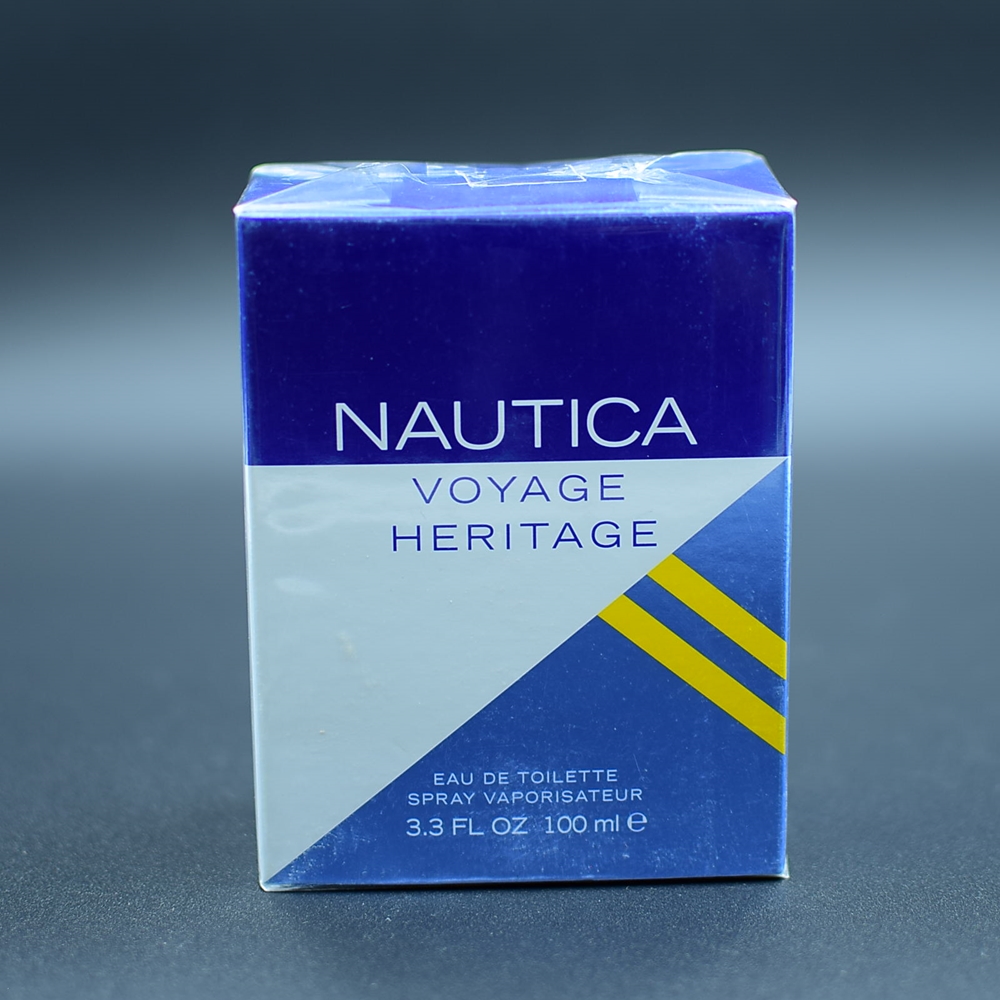 NAUTICA
VOYAGE
HERITAGE
EAU DE TOILETTE
SPRAY VAPORISATEUR
3.3 FL OZ 100 ml ℮